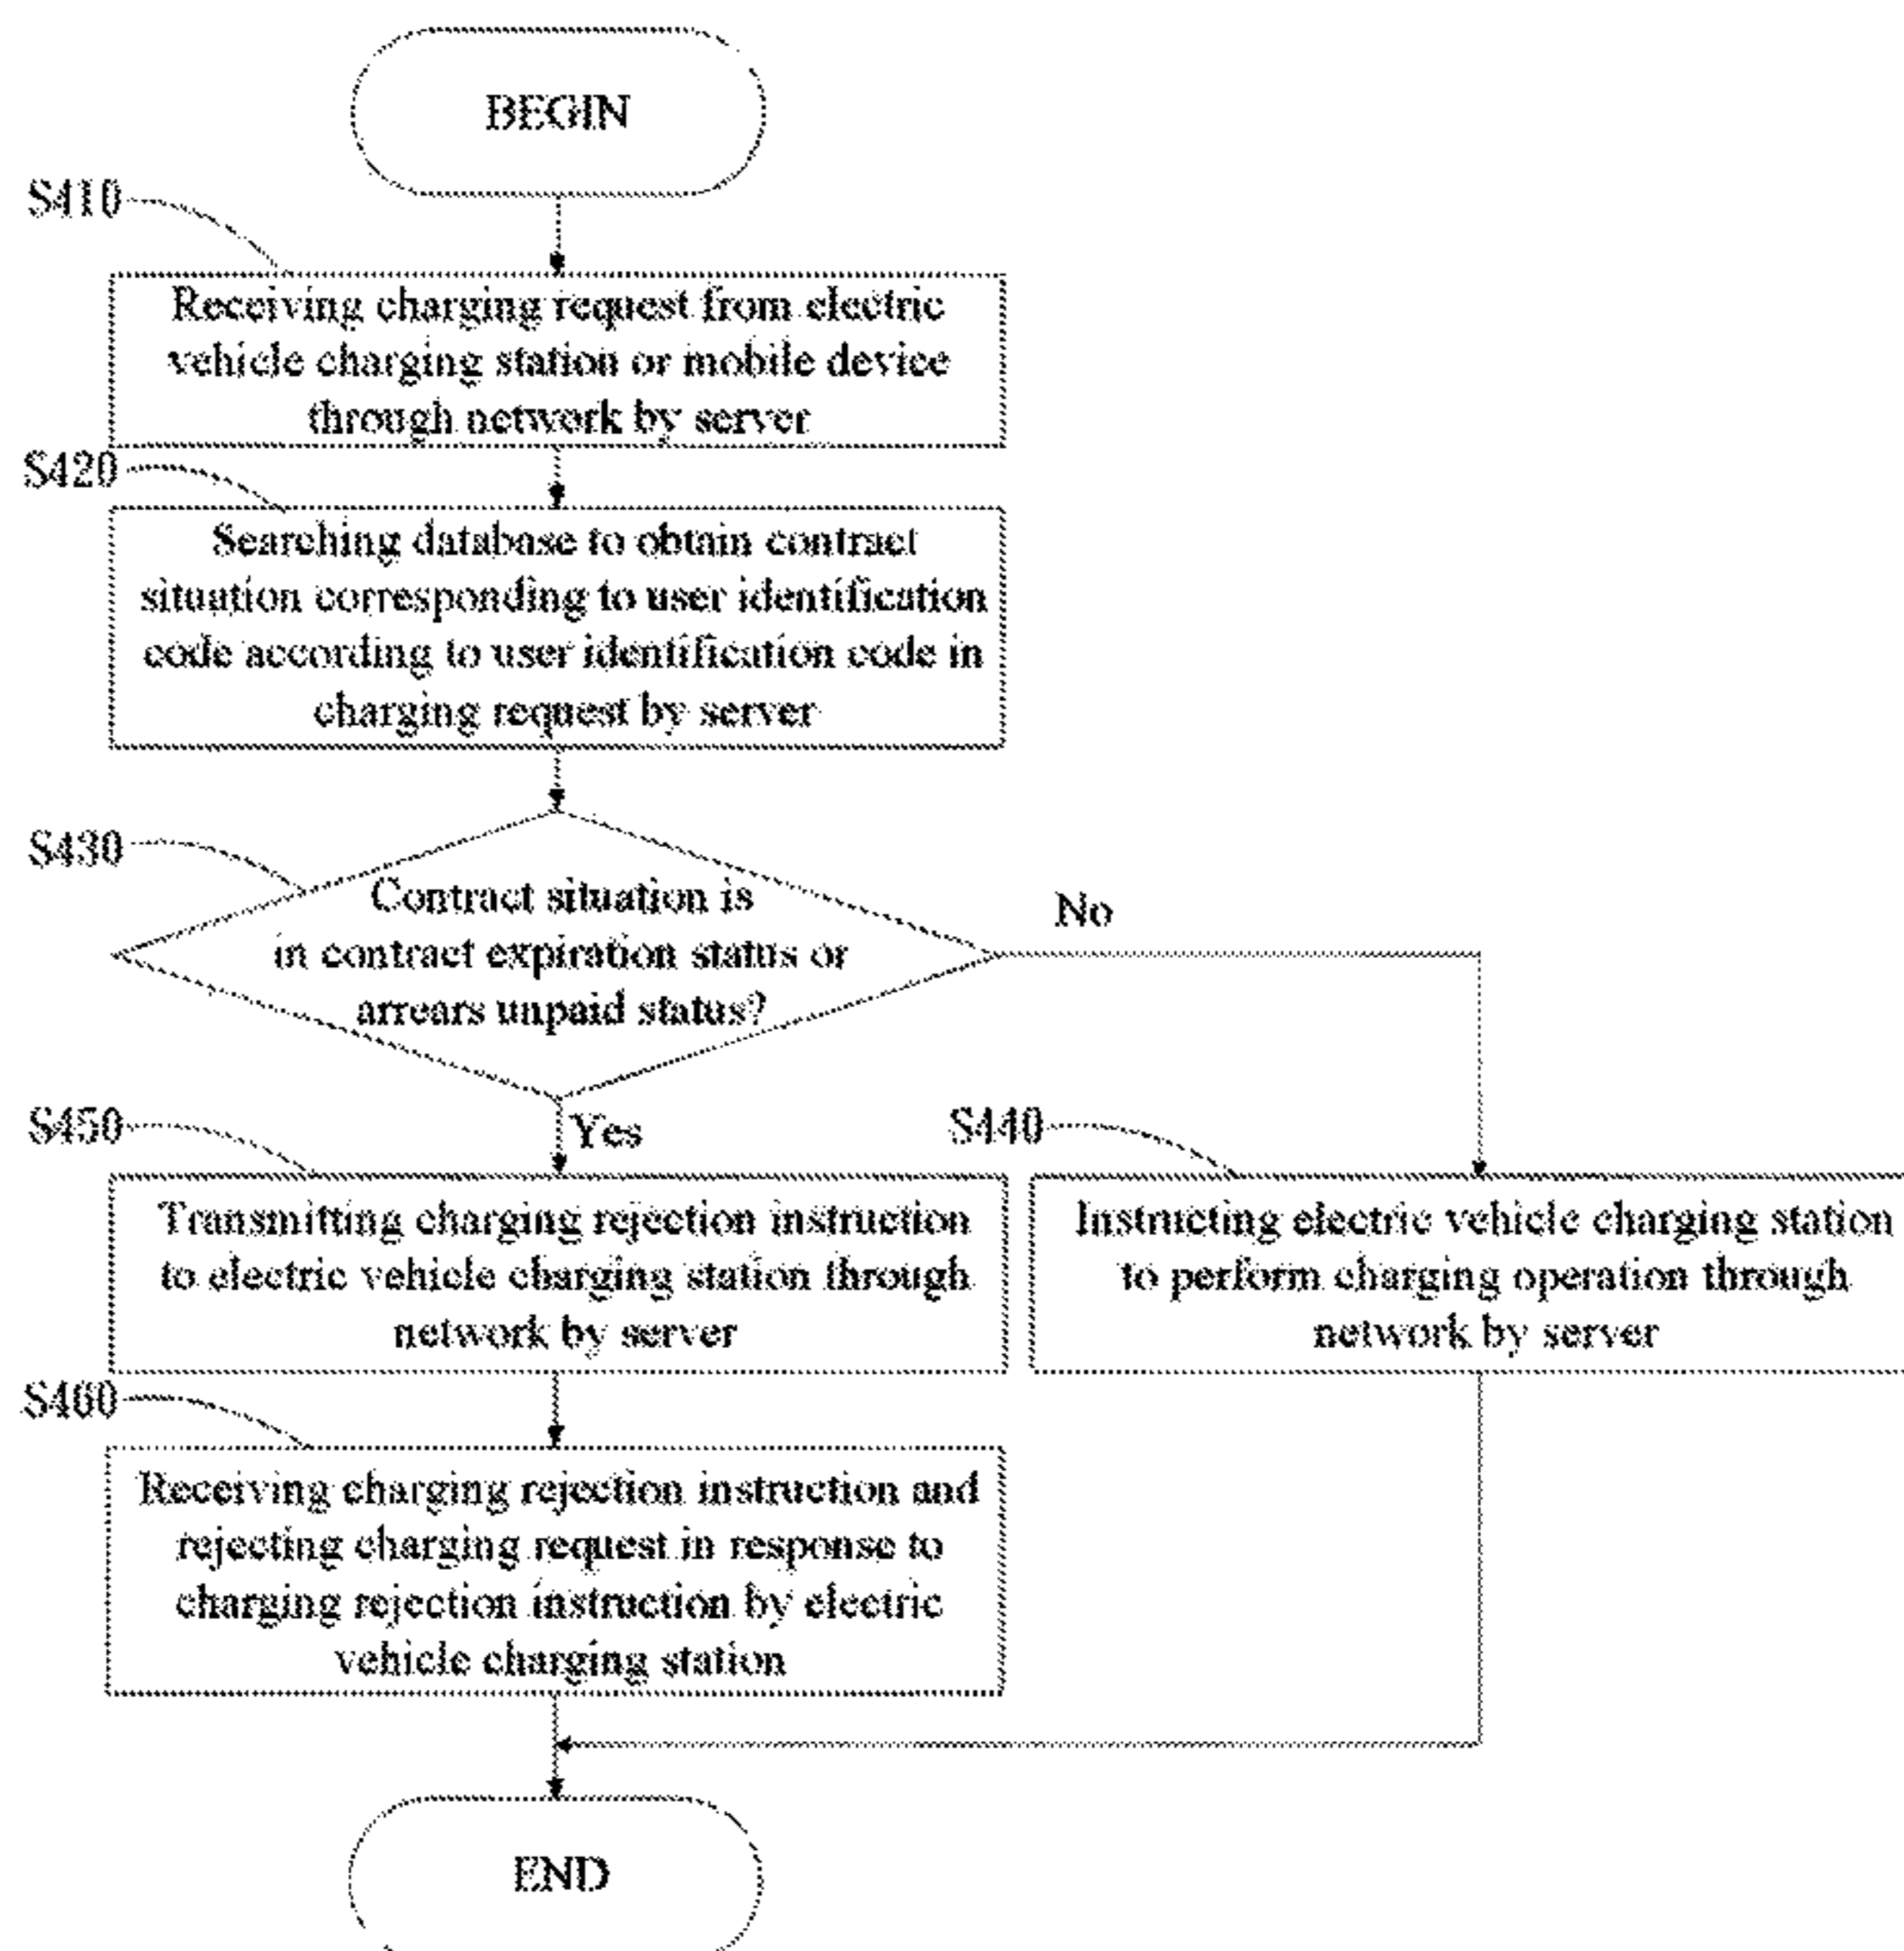 BEGIN
S410
Receiving charging request from electric
vehicle charging station or mobile device
through network by server
S420
Searching database to obtain contract
situation corresponding to user identification
code according to user identification code in
charging request by server
S430
Contract situation is
in contract expiration status or
arrears unpaid status?
No
Yes
S450
Transmitting charging rejection instruction
to electric vehicle charging station through
network by server
S440
Instructing electric vehicle charging station
to perform charging operation through
network by server
S460
Receiving charging rejection instruction and
rejecting charging request in response to
charging rejection instruction by electric
vehicle charging station
END